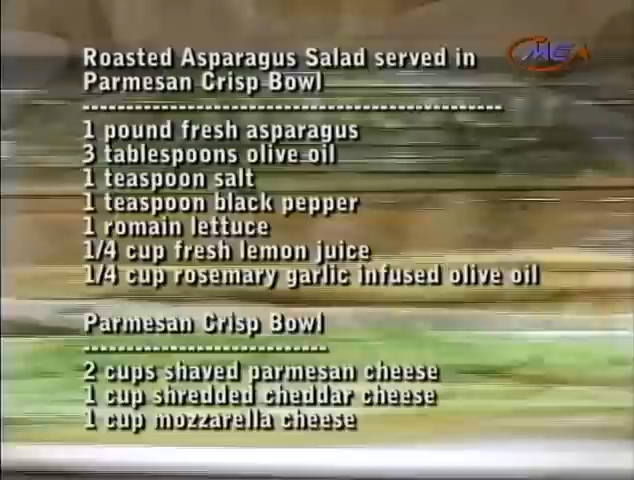 MEA
Roasted Asparagus Salad served in
Parmesan Crisp Bowl
1 pound fresh asparagus
3 tablespoons olive oil
1 teaspoon salt
1 teaspoon black pepper
1 romain lettuce
1/4 cup fresh lemon juice
1/4 cup rosemary garlic infused olive oil
Parmesan Crisp Bowl
2 cups shaved parmesan cheese
1 cup shredded cheddar cheese
1 cup mozzarella cheese